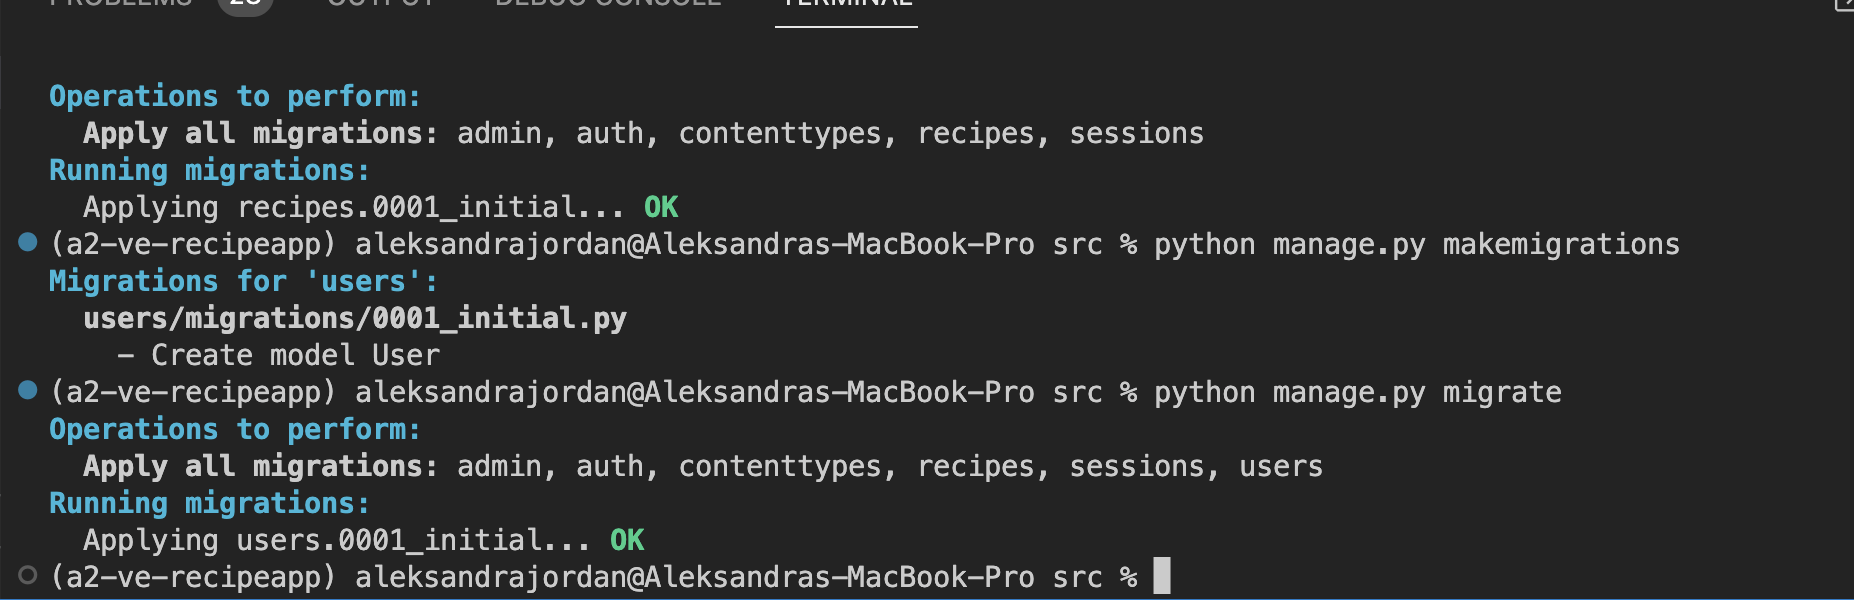 PROBLEMS OUTPUT DEBUG CONSOLE TERMINAL
Operations to perform:
Apply all migrations: admin, auth, contenttypes, recipes, sessions
Running migrations:
Applying recipes.0001_initial... OK
(a2-ve-recipeapp) aleksandrajordan@Aleksandras-MacBook-Pro src % python manage.py makemigrations
Migrations for 'users':
users/migrations/0001_initial.py
- Create model User
(a2-ve-recipeapp) aleksandrajordan@Aleksandras-MacBook-Pro src % python manage.py migrate
Operations to perform:
Apply all migrations: admin, auth, contenttypes, recipes, sessions, users
Running migrations:
Applying users.0001_initial... OK
(a2-ve-recipeapp) aleksandrajordan@Aleksandras-MacBook-Pro src %